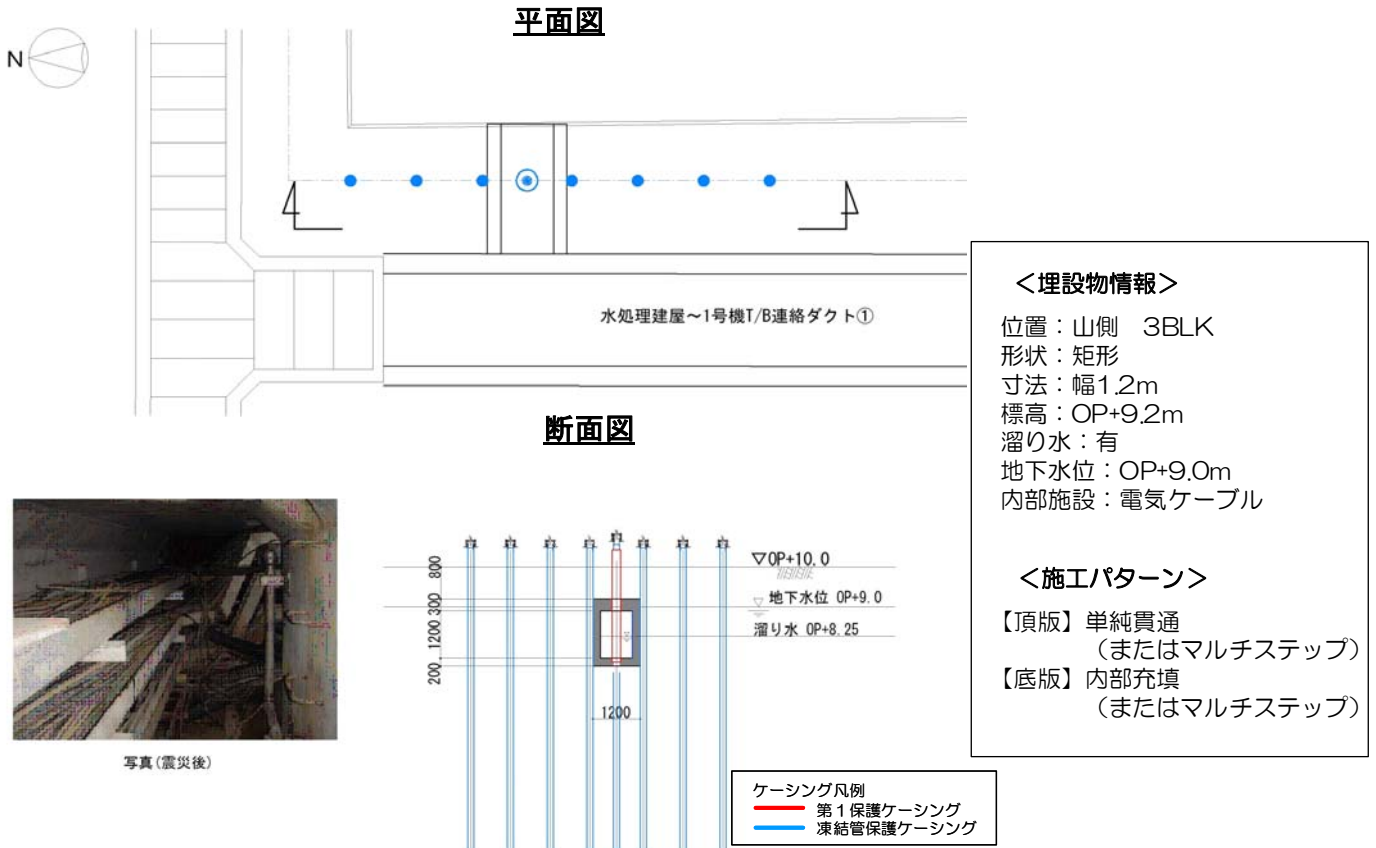 平面図
N
水処理建屋～1号機T/B連絡ダクト①
＜埋設物情報＞
位置：山側　3BLK
形状：矩形
寸法：幅1.2m
標高：OP+9.2m
溜り水：有
地下水位：OP+9.0m
内部施設：電気ケーブル
＜施工パターン＞
【頂版】単純貫通
（またはマルチステップ）
【底版】内部充填
（またはマルチステップ）
断面図
写真(震災後)
800
300
1200
200
1200
▽OP+10.0
▽ 地下水位 OP+9.0
溜り水 OP+8.25
ケーシング凡例
第1保護ケーシング
凍結管保護ケーシング